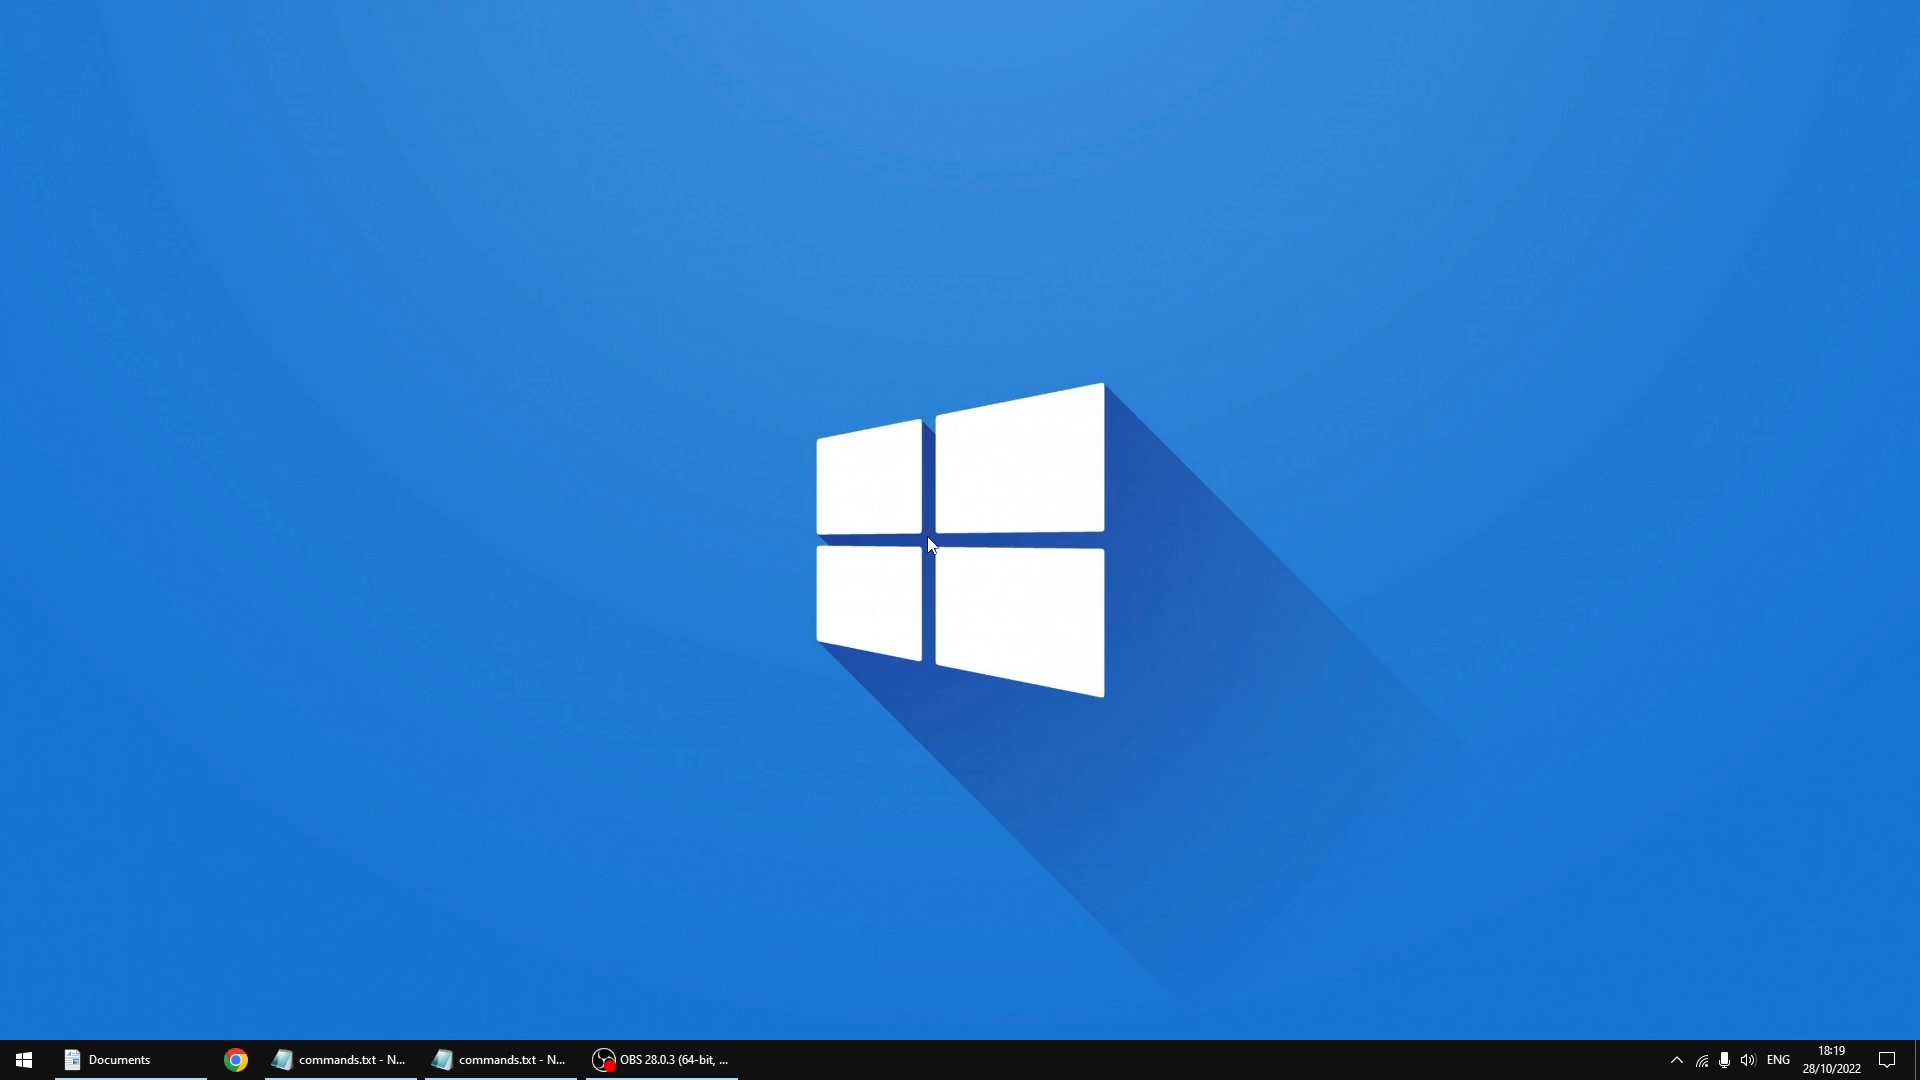 Documents
commands.txt - N...
commands.txt - N...
OBS 28.0.3 (64-bit, ...
ENG
18:19
28/10/2022